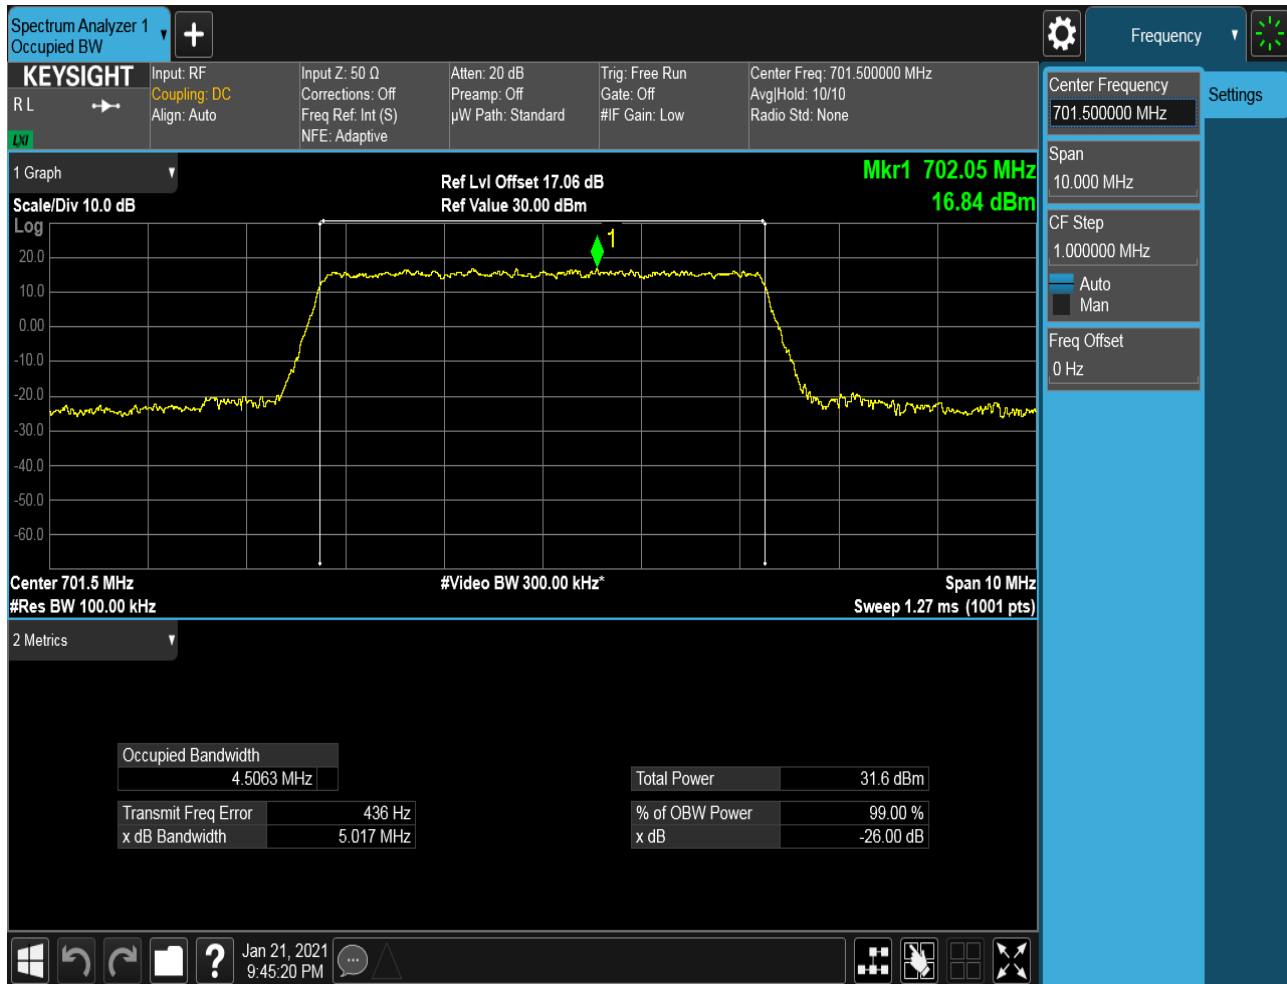 Spectrum Analyzer 1
Occupied BW
Frequency
KEYSIGHT
R L
LXI
Input: RF
Coupling: DC
Align: Auto
Input Z: 50 Ω
Corrections: Off
Freq Ref: Int (S)
NFE: Adaptive
Atten: 20 dB
Preamp: Off
µW Path: Standard
Trig: Free Run
Gate: Off
#IF Gain: Low
Center Freq: 701.500000 MHz
Avg|Hold: 10/10
Radio Std: None
Center Frequency
701.500000 MHz
Settings
Span
10.000 MHz
CF Step
1.000000 MHz
Auto
Man
Freq Offset
0 Hz
1 Graph
Scale/Div 10.0 dB
Ref Lvl Offset 17.06 dB
Ref Value 30.00 dBm
Mkr1 702.05 MHz
16.84 dBm
Log
1
20.0
10.0
0.00
-10.0
-20.0
-30.0
-40.0
-50.0
-60.0
Center 701.5 MHz
#Video BW 300.00 kHz*
Span 10 MHz
#Res BW 100.00 kHz
Sweep 1.27 ms (1001 pts)
2 Metrics
Occupied Bandwidth
4.5063 MHz
Total Power 31.6 dBm
Transmit Freq Error 436 Hz
% of OBW Power 99.00 %
x dB Bandwidth 5.017 MHz
x dB -26.00 dB
?
Jan 21, 2021
9:45:20 PM